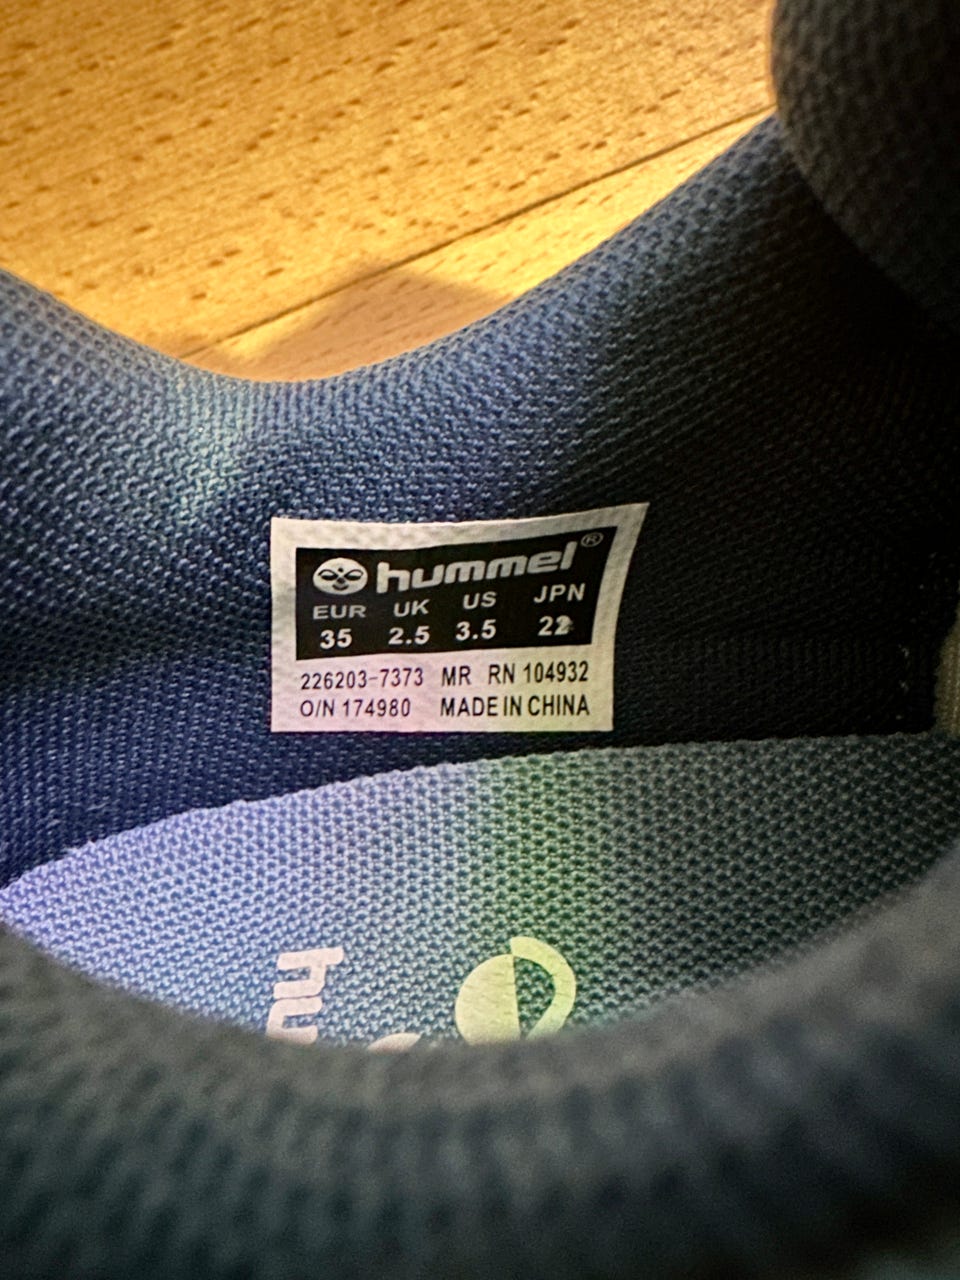 hummel®
EUR UK US JPN
35 2.5 3.5 22
226203-7373 MR RN 104932
O/N 174980 MADE IN CHINA
hu